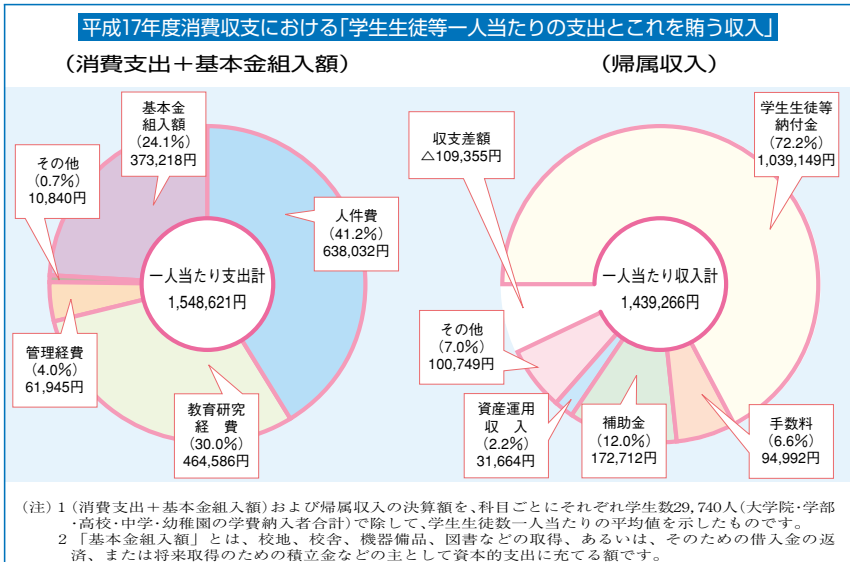 平成17年度消費収支における「学生生徒等一人当たりの支出とこれを賄う収入」
（消費支出＋基本金組入額）
基本金
組入額
(24.1%)
373,218円
その他
(0.7%)
10,840円
人件費
(41.2%)
638,032円
一人当たり支出計
1,548,621円
管理経費
(4.0%)
61,945円
教育研究
経　費
(30.0%)
464,586円
（帰属収入）
収支差額
△109,355円
学生生徒等
納付金
(72.2%)
1,039,149円
一人当たり収入計
1,439,266円
その他
(7.0%)
100,749円
資産運用
収　入
(2.2%)
31,664円
補助金
(12.0%)
172,712円
手数料
(6.6%)
94,992円
（注）1（消費支出＋基本金組入額）および帰属収入の決算額を、科目ごとにそれぞれ学生数29,740人（大学院・学部
・高校・中学・幼稚園の学費納入者合計）で除して、学生生徒数一人当たりの平均値を示したものです。
2「基本金組入額」とは、校地、校舎、機器備品、図書などの取得、あるいは、そのための借入金の返
済、または将来取得のための積立金などの主として資本的支出に充てる額です。